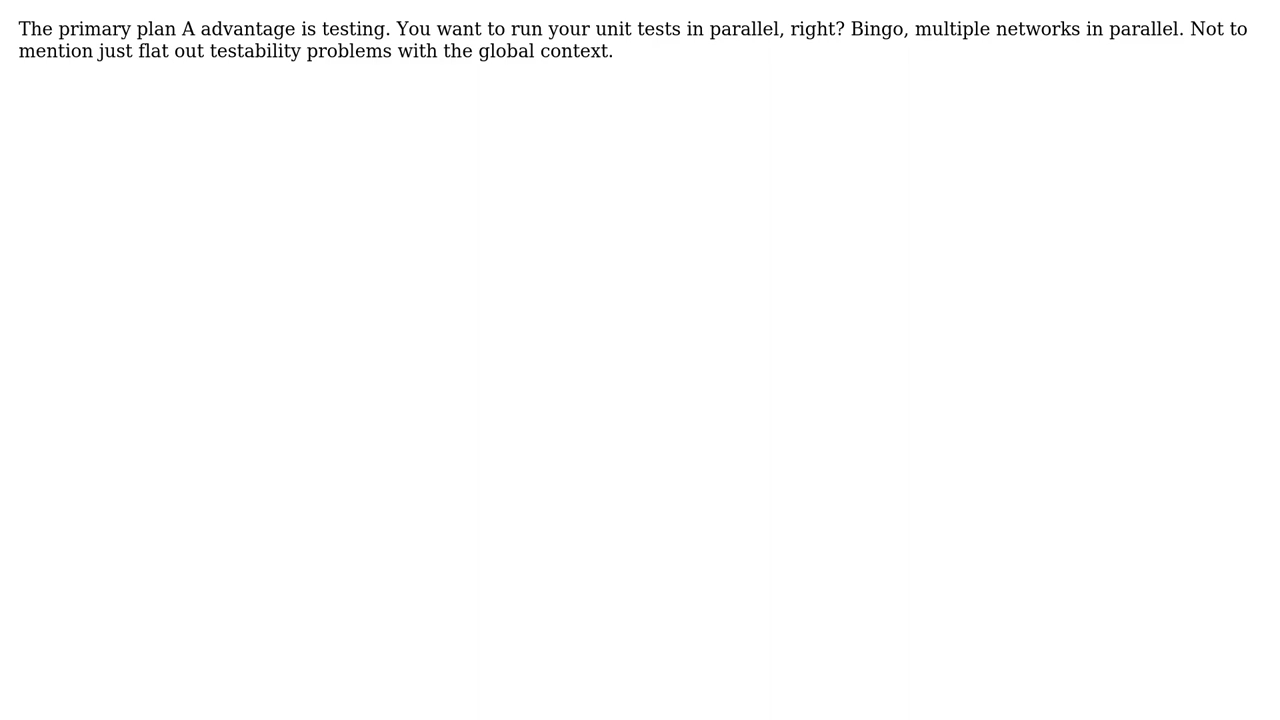 The primary plan A advantage is testing. You want to run your unit tests in parallel, right? Bingo, multiple networks in parallel. Not to
mention just flat out testability problems with the global context.